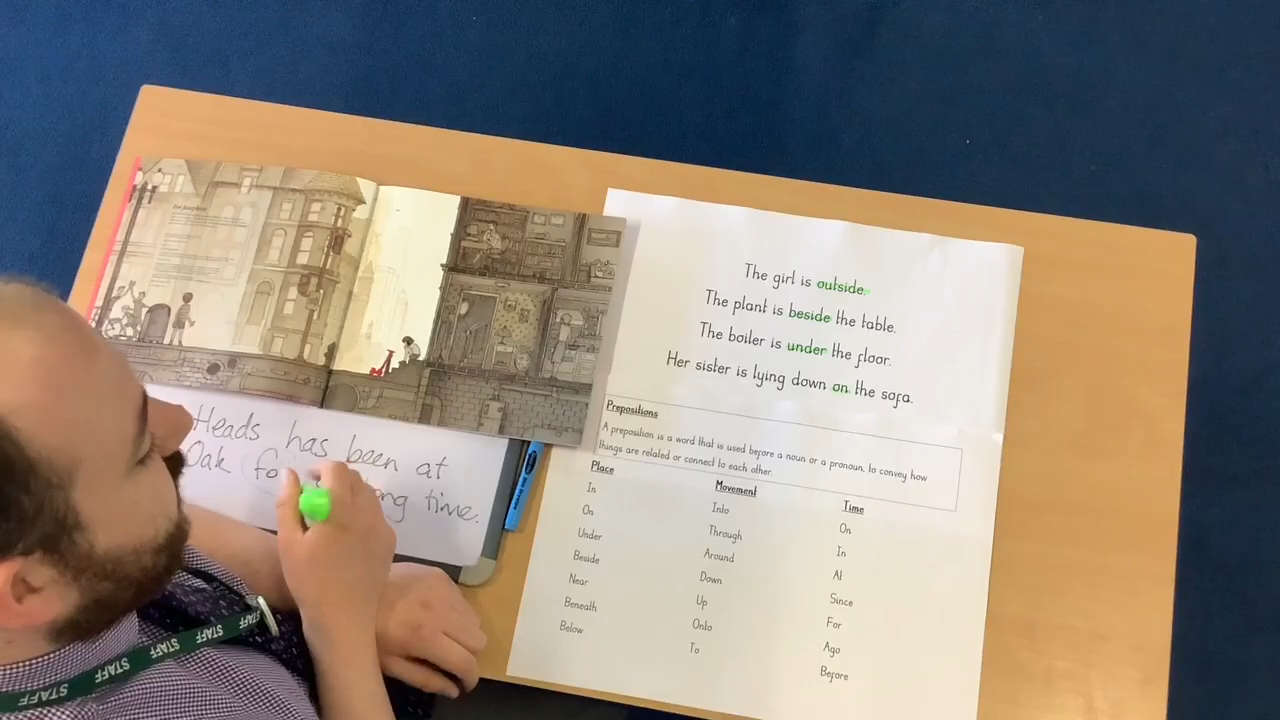 Heads has been at
Oak fo ong time.
The girl is outside.
The plant is beside the table.
The boiler is under the floor.
Her sister is lying down on the sofa.
Prepositions
A preposition is a word that is used before a noun or a pronoun, to convey how
things are related or connect to each other.
Place
In
On
Under
Beside
Near
Beneath
Below
Movement
Into
Through
Around
Down
Up
Onto
To
Time
On
In
At
Since
For
Ago
Before
STAFF
STAFF
STAFF
STAFF